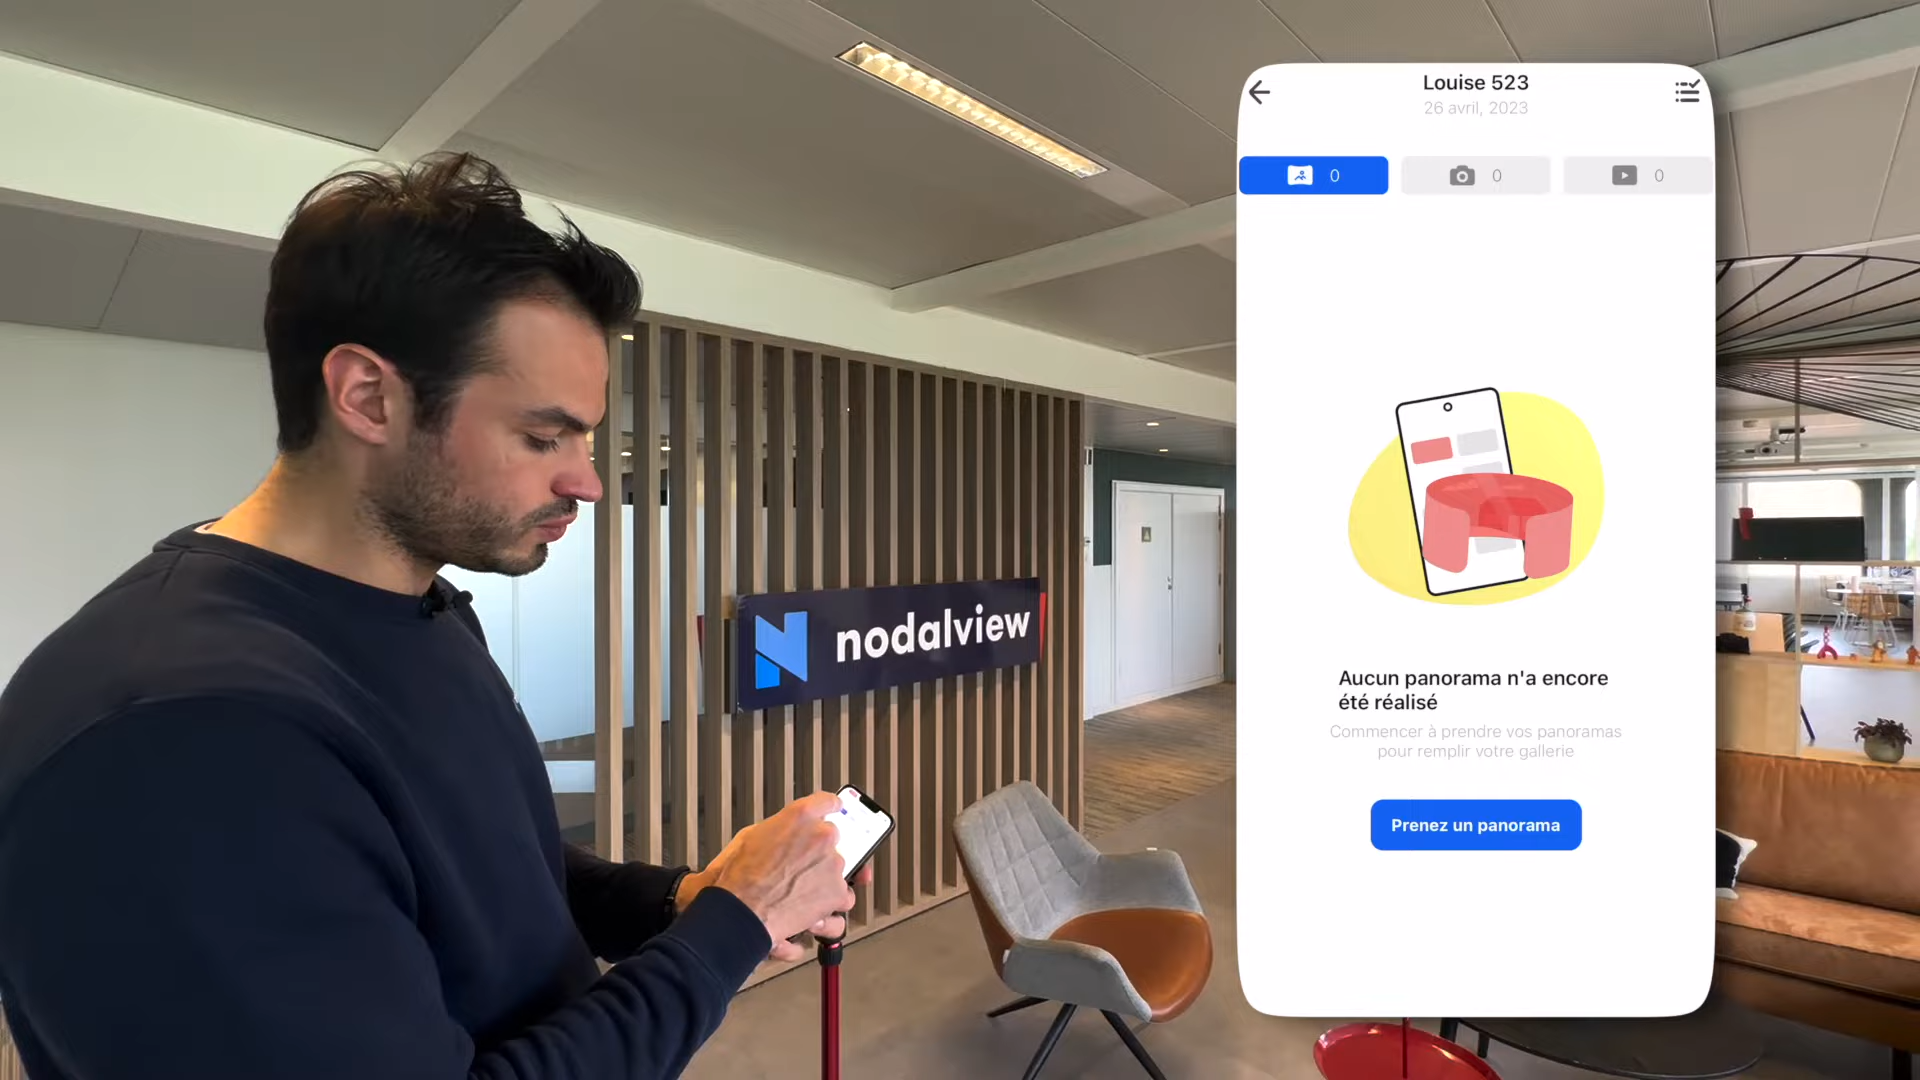 Louise 523
26 avril, 2023
0
0
0
nodalview
Aucun panorama n'a encore
été réalisé
Commencer à prendre vos panoramas
pour remplir votre gallerie
Prenez un panorama